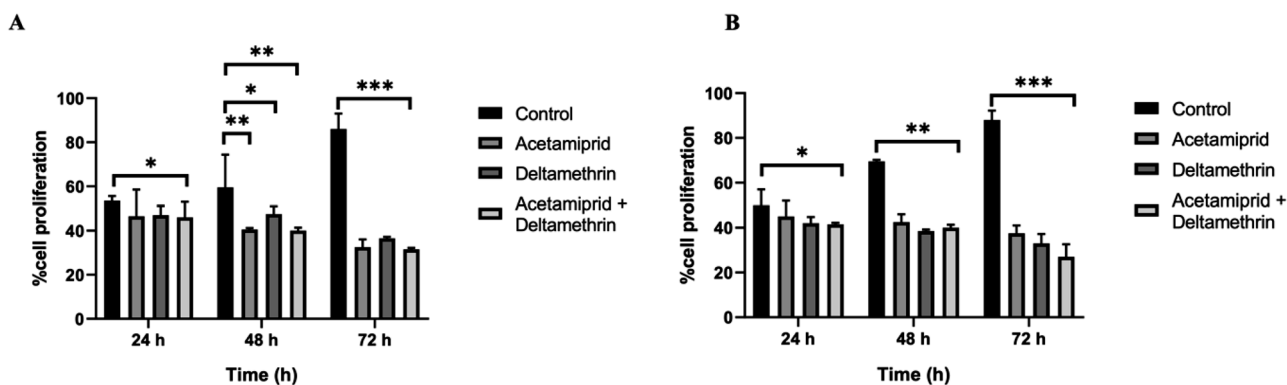 A
**
*
**
***
*
100
80
60
40
20
0
%cell proliferation
24 h
48 h
72 h
Time (h)
Control
Acetamiprid
Deltamethrin
Acetamiprid +
Deltamethrin
B
***
**
*
100
80
60
40
20
0
%cell proliferation
24 h
48 h
72 h
Time (h)
Control
Acetamiprid
Deltamethrin
Acetamiprid +
Deltamethrin